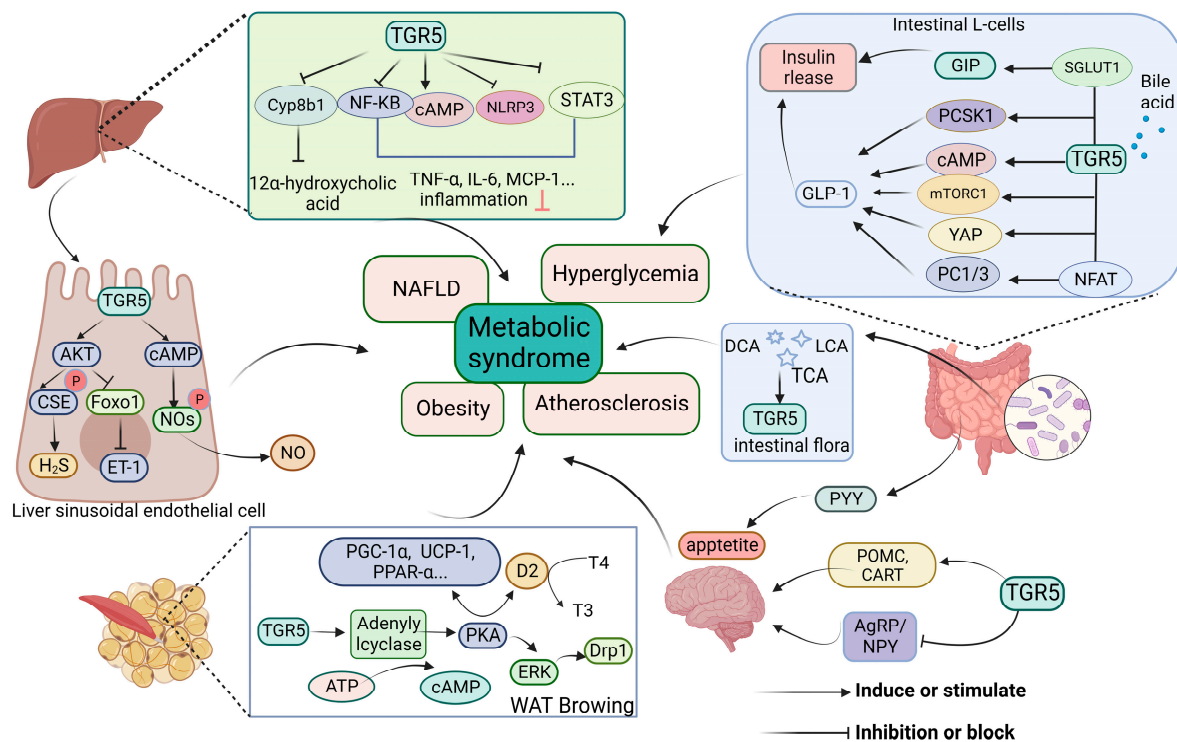 TGR5
Cyp8b1
NF-KB
cAMP
NLRP3
STAT3
12α-hydroxycholic
acid
TNF-α, IL-6, MCP-1...
inflammation
Intestinal L-cells
Insulin
rlease
GIP
SGLUT1
Bile
acid
PCSK1
cAMP
TGR5
mTORC1
GLP-1
YAP
PC1/3
NFAT
NAFLD
Hyperglycemia
Metabolic
syndrome
Obesity
Atherosclerosis
TGR5
AKT
cAMP
P
CSE
Foxo1
P
NOs
H₂S
ET-1
NO
Liver sinusoidal endothelial cell
DCA
LCA
TCA
TGR5
intestinal flora
PYY
apptetite
POMC,
CART
TGR5
AgRP/
NPY
PGC-1α, UCP-1,
PPAR-α...
D2
T4
T3
TGR5
Adenyly
lcyclase
PKA
ERK
Drp1
ATP
cAMP
WAT Browing
Induce or stimulate
Inhibition or block